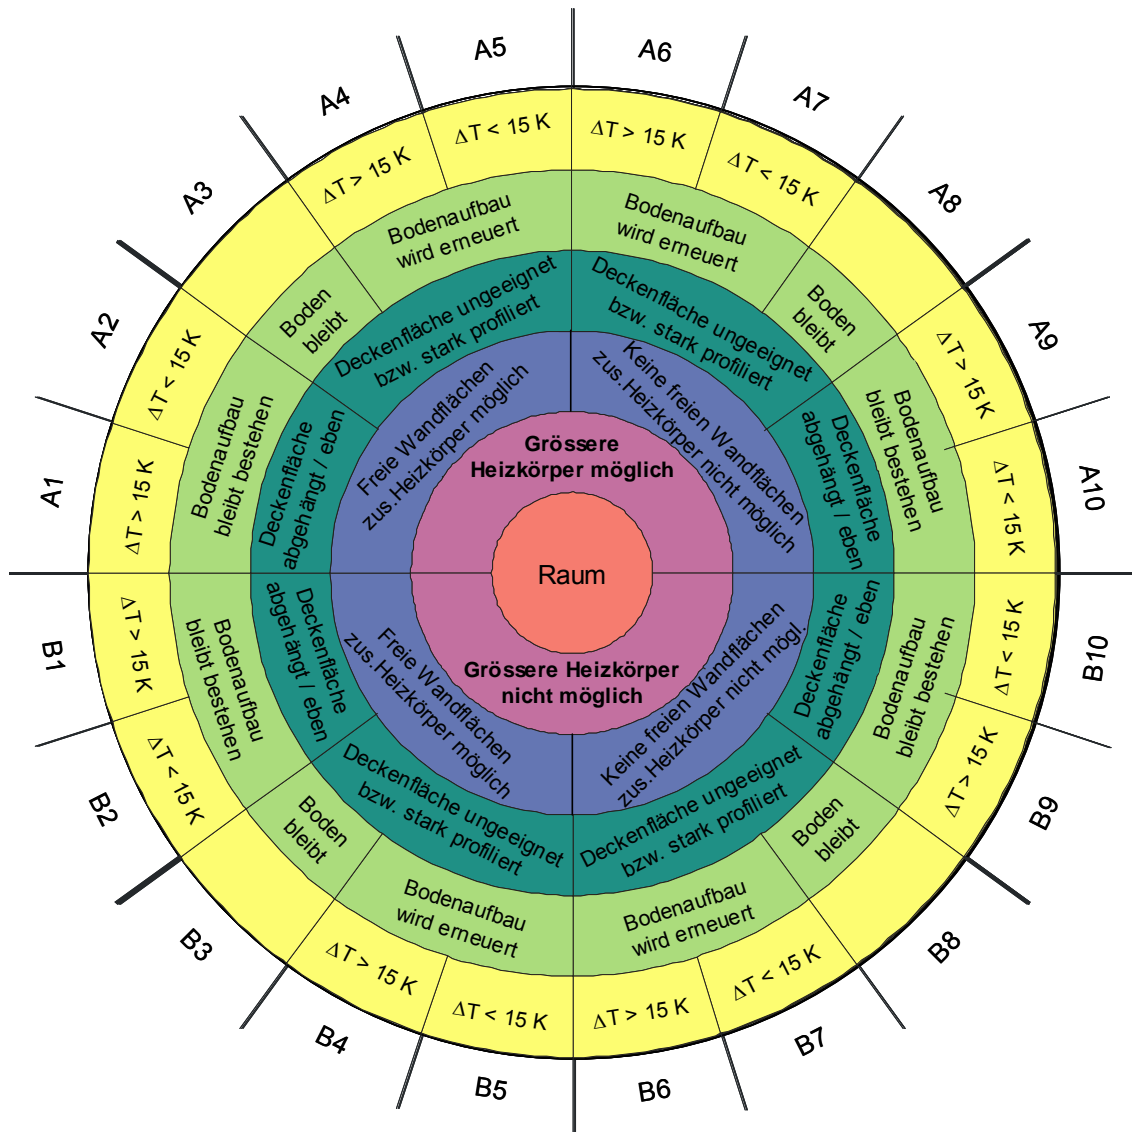 A1
A2
A3
A4
A5
A6
A7
A8
A9
A10
ΔT > 15 K
ΔT < 15 K
ΔT > 15 K
ΔT < 15 K
ΔT > 15 K
ΔT < 15 K
ΔT > 15 K
ΔT < 15 K
Bodenaufbau
bleibt bestehen
Boden
bleibt
Bodenaufbau
wird erneuert
Bodenaufbau
wird erneuert
Boden
bleibt
Bodenaufbau
bleibt bestehen
Deckenfläche
abgehängt / eben
Deckenfläche ungeeignet
bzw. stark profiliert
Deckenfläche ungeeignet
bzw. stark profiliert
Deckenfläche
abgehängt / eben
Freie Wandflächen
zus.Heizkörper möglich
Keine freien Wandflächen
zus.Heizkörper nicht möglich
Grössere
Heizkörper möglich
Raum
Grössere Heizkörper
nicht möglich
Freie Wandflächen
zus.Heizkörper möglich
Keine freien Wandflächen
zus.Heizkörper nicht mögl.
Deckenfläche
abgehängt / eben
Deckenfläche ungeeignet
bzw. stark profiliert
Deckenfläche ungeeignet
bzw. stark profiliert
Deckenfläche
abgehängt / eben
Bodenaufbau
bleibt bestehen
Boden
bleibt
Bodenaufbau
wird erneuert
Bodenaufbau
wird erneuert
Boden
bleibt
Bodenaufbau
bleibt bestehen
ΔT > 15 K
ΔT < 15 K
ΔT > 15 K
ΔT < 15 K
ΔT > 15 K
ΔT < 15 K
ΔT > 15 K
ΔT < 15 K
B1
B2
B3
B4
B5
B6
B7
B8
B9
B10